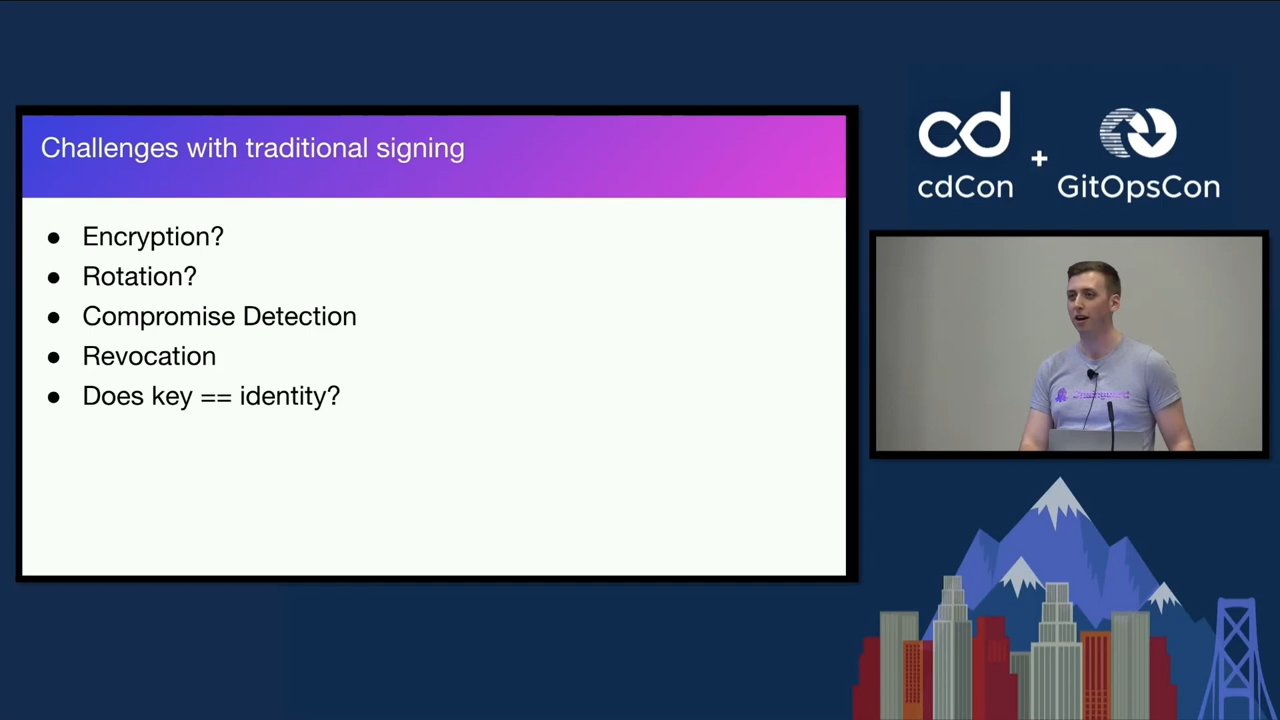 Challenges with traditional signing
● Encryption?
● Rotation?
● Compromise Detection
● Revocation
● Does key == identity?
cd
+
cdCon
GitOpsCon